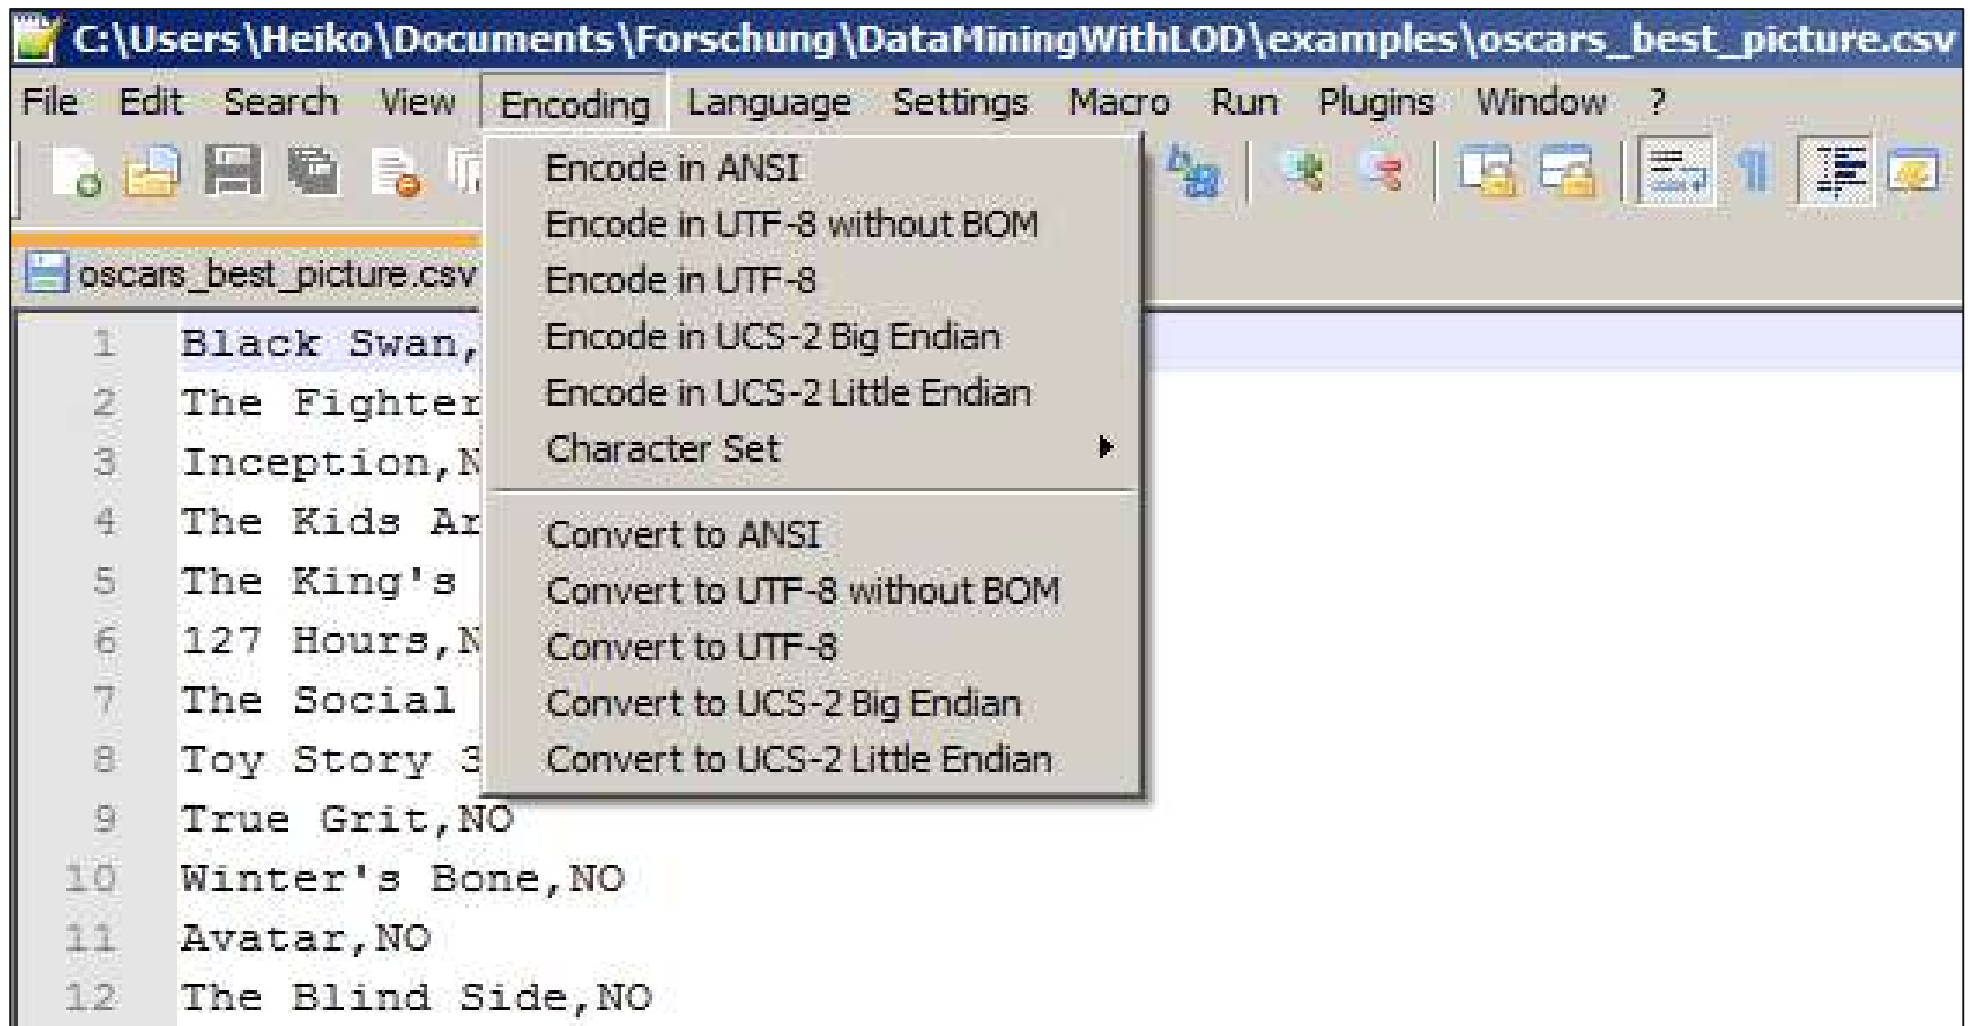 C:\Users\Heiko\Documents\Forschung\DataMiningWithLOD\examples\oscars_best_picture.csv
File Edit Search View Encoding Language Settings Macro Run Plugins Window ?
Encode in ANSI
Encode in UTF-8 without BOM
Encode in UTF-8
Encode in UCS-2 Big Endian
Encode in UCS-2 Little Endian
Character Set
Convert to ANSI
Convert to UTF-8 without BOM
Convert to UTF-8
Convert to UCS-2 Big Endian
Convert to UCS-2 Little Endian
oscars_best_picture.csv
1 Black Swan,
2 The Fighter
3 Inception,N
4 The Kids Ar
5 The King's
6 127 Hours,N
7 The Social
8 Toy Story 3
9 True Grit,NO
10 Winter's Bone,NO
11 Avatar,NO
12 The Blind Side,NO